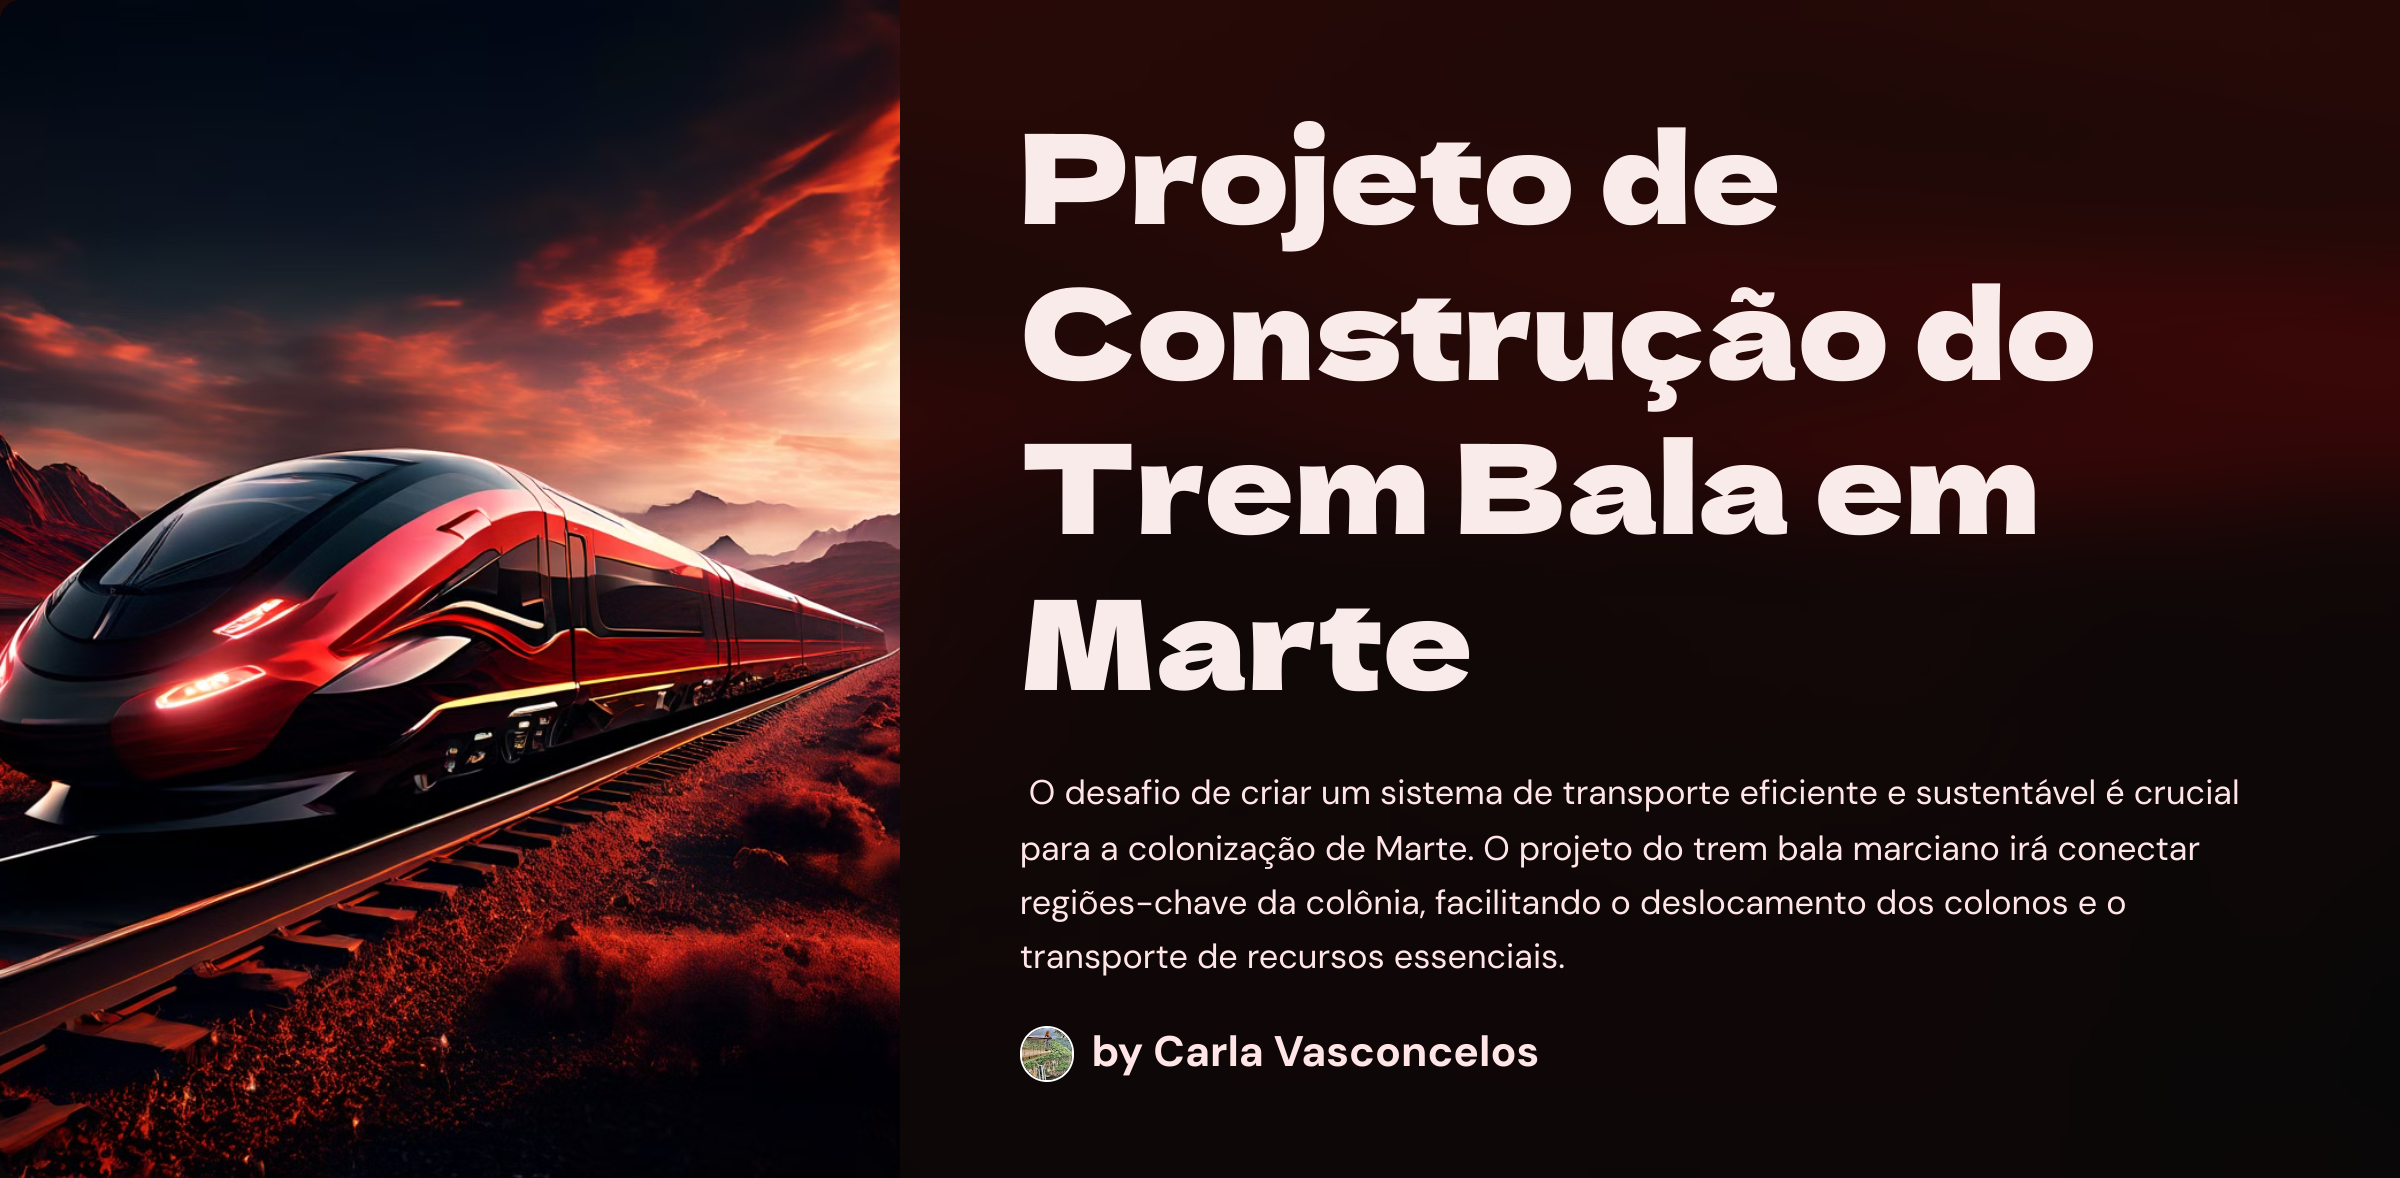 Projeto de
Construção do
Trem Bala em
Marte
O desafio de criar um sistema de transporte eficiente e sustentável é crucial
para a colonização de Marte. O projeto do trem bala marciano irá conectar
regiões-chave da colônia, facilitando o deslocamento dos colonos e o
transporte de recursos essenciais.
by Carla Vasconcelos